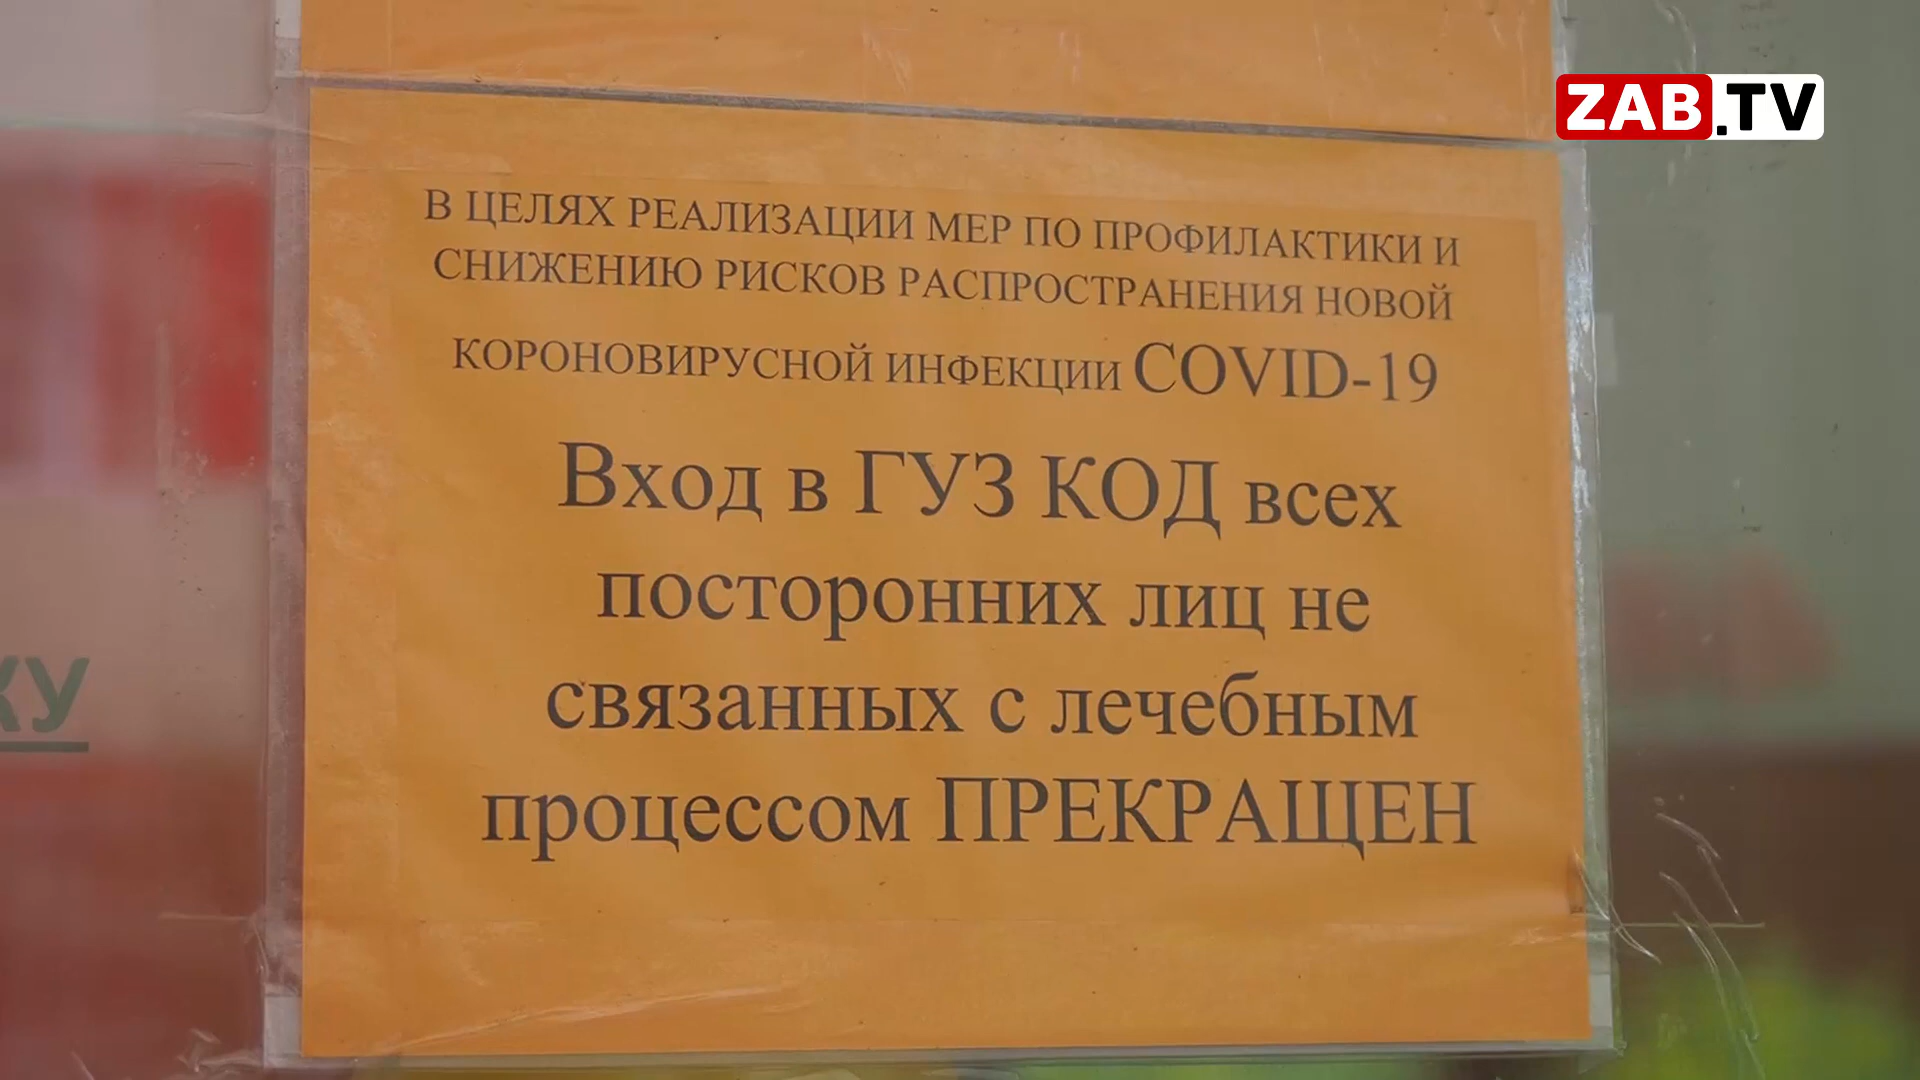 ZAB.TV
В ЦЕЛЯХ РЕАЛИЗАЦИИ МЕР ПО ПРОФИЛАКТИКИ И
СНИЖЕНИЮ РИСКОВ РАСПРОСТРАНЕНИЯ НОВОЙ
КОРОНОВИРУСНОЙ ИНФЕКЦИИ COVID-19
Вход в ГУЗ КОД всех
посторонних лиц не
связанных с лечебным
процессом ПРЕКРАЩЕН